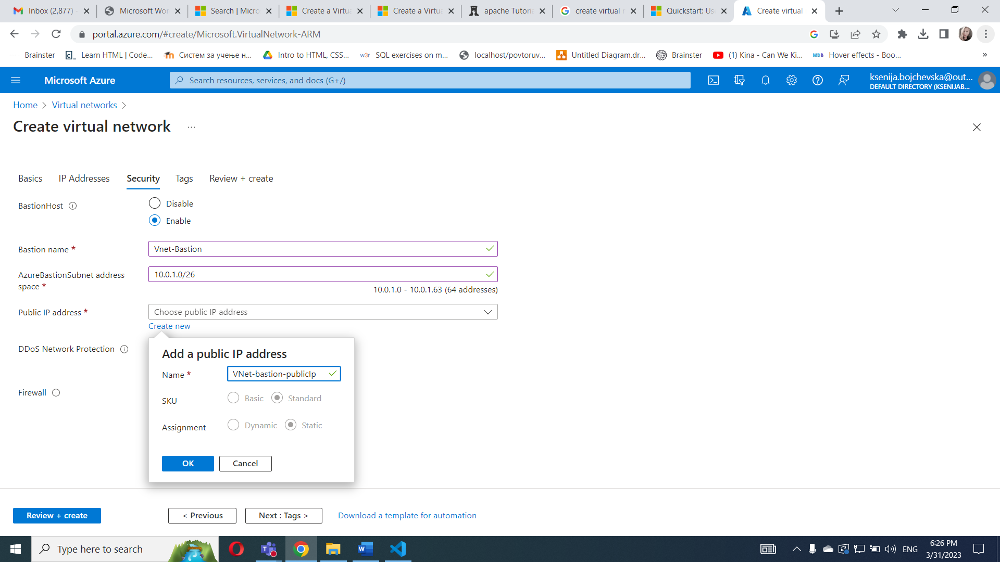 Inbox (2,877) -
Microsoft Wor
Search | Micro
Create a Virtua
Create a Virtua
apache Tutoria
create virtual n
Quickstart: Use
Create virtual
portal.azure.com/#create/Microsoft.VirtualNetwork-ARM
Brainster
Learn HTML | Code...
Систем за учење н...
Intro to HTML, CSS...
w3r SQL exercises on m...
localhost/povtoruv...
Untitled Diagram.dr...
Brainster
(1) Kina - Can We Ki...
MDB Hover effects - Boo...
»
Microsoft Azure
Search resources, services, and docs (G+/)
ksenija.bojchevska@out...
DEFAULT DIRECTORY (KSENIJAB...
Home > Virtual networks >
Create virtual network ...
Basics IP Addresses Security Tags Review + create
BastionHost
Disable
Enable
Bastion name *
Vnet-Bastion
AzureBastionSubnet address
space *
10.0.1.0/26
10.0.1.0 - 10.0.1.63 (64 addresses)
Public IP address *
Choose public IP address
Create new
DDoS Network Protection
Add a public IP address
Name *
VNet-bastion-publicIp
Firewall
SKU
Basic Standard
Assignment
Dynamic Static
OK Cancel
Review + create
< Previous
Next : Tags >
Download a template for automation
Type here to search
ENG
6:26 PM
3/31/2023